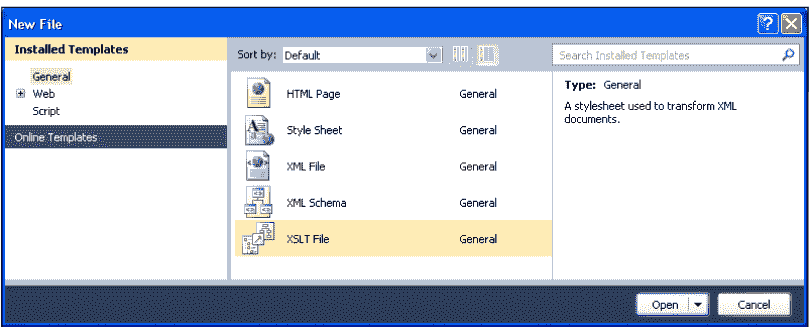 New File
Installed Templates
General
Web
Script
Online Templates
Sort by: Default
HTML Page General
Style Sheet General
XML File General
XML Schema General
XSLT File General
Search Installed Templates
Type: General
A stylesheet used to transform XML
documents.
Open Cancel